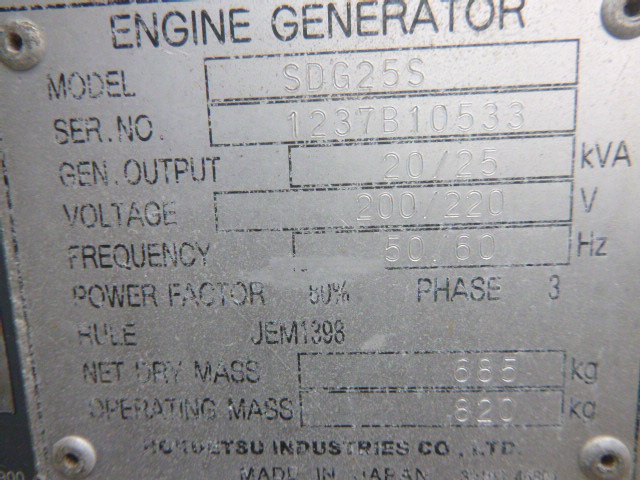 ENGINE GENERATOR
MODEL SDG25S
SER.NO. 1237B10533
GEN.OUTPUT 20/25 kVA
VOLTAGE 200/220 V
FREQUENCY 50/60 Hz
POWER FACTOR 80% PHASE 3
RULE JEM1398
NET DRY MASS 685 kg
OPERATING MASS 820 kg
INDUSTRIES CO., LTD.
MADE IN JAPAN